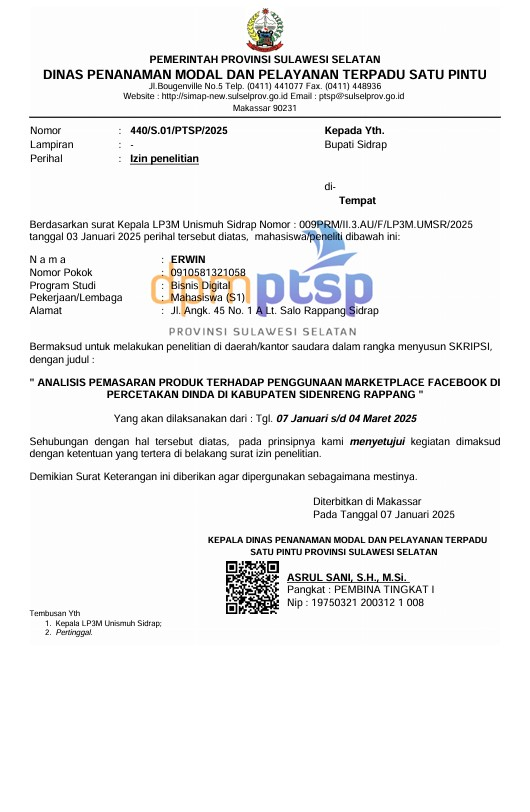 PEMERINTAH PROVINSI SULAWESI SELATAN
DINAS PENANAMAN MODAL DAN PELAYANAN TERPADU SATU PINTU
Jl.Bougenville No.5 Telp. (0411) 441077 Fax. (0411) 448936
Website : http://simap-new.sulselprov.go.id Email : ptsp@sulselprov.go.id
Makassar 90231
Nomor : 440/S.01/PTSP/2025 Kepada Yth.
Lampiran : - Bupati Sidrap
Perihal : Izin penelitian
di-
Tempat
Berdasarkan surat Kepala LP3M Unismuh Sidrap Nomor : 009PRM/II.3.AU/F/LP3M.UMSR/2025
tanggal 03 Januari 2025 perihal tersebut diatas, mahasiswa/peneliti dibawah ini:
N a m a : ERWIN
Nomor Pokok : 0910581321058
Program Studi : Bisnis Digital
Pekerjaan/Lembaga : Mahasiswa (S1)
Alamat : Jl. Angk. 45 No. 1 A Lt. Salo Rappang Sidrap
dpmptsp
PROVINSI SULAWESI SELATAN
Bermaksud untuk melakukan penelitian di daerah/kantor saudara dalam rangka menyusun SKRIPSI,
dengan judul :
" ANALISIS PEMASARAN PRODUK TERHADAP PENGGUNAAN MARKETPLACE FACEBOOK DI
PERCETAKAN DINDA DI KABUPATEN SIDENRENG RAPPANG "
Yang akan dilaksanakan dari : Tgl. 07 Januari s/d 04 Maret 2025
Sehubungan dengan hal tersebut diatas, pada prinsipnya kami menyetujui kegiatan dimaksud
dengan ketentuan yang tertera di belakang surat izin penelitian.
Demikian Surat Keterangan ini diberikan agar dipergunakan sebagaimana mestinya.
Diterbitkan di Makassar
Pada Tanggal 07 Januari 2025
KEPALA DINAS PENANAMAN MODAL DAN PELAYANAN TERPADU
SATU PINTU PROVINSI SULAWESI SELATAN
ASRUL SANI, S.H., M.Si.
Pangkat : PEMBINA TINGKAT I
Nip : 19750321 200312 1 008
Tembusan Yth
1. Kepala LP3M Unismuh Sidrap;
2. Pertinggal.